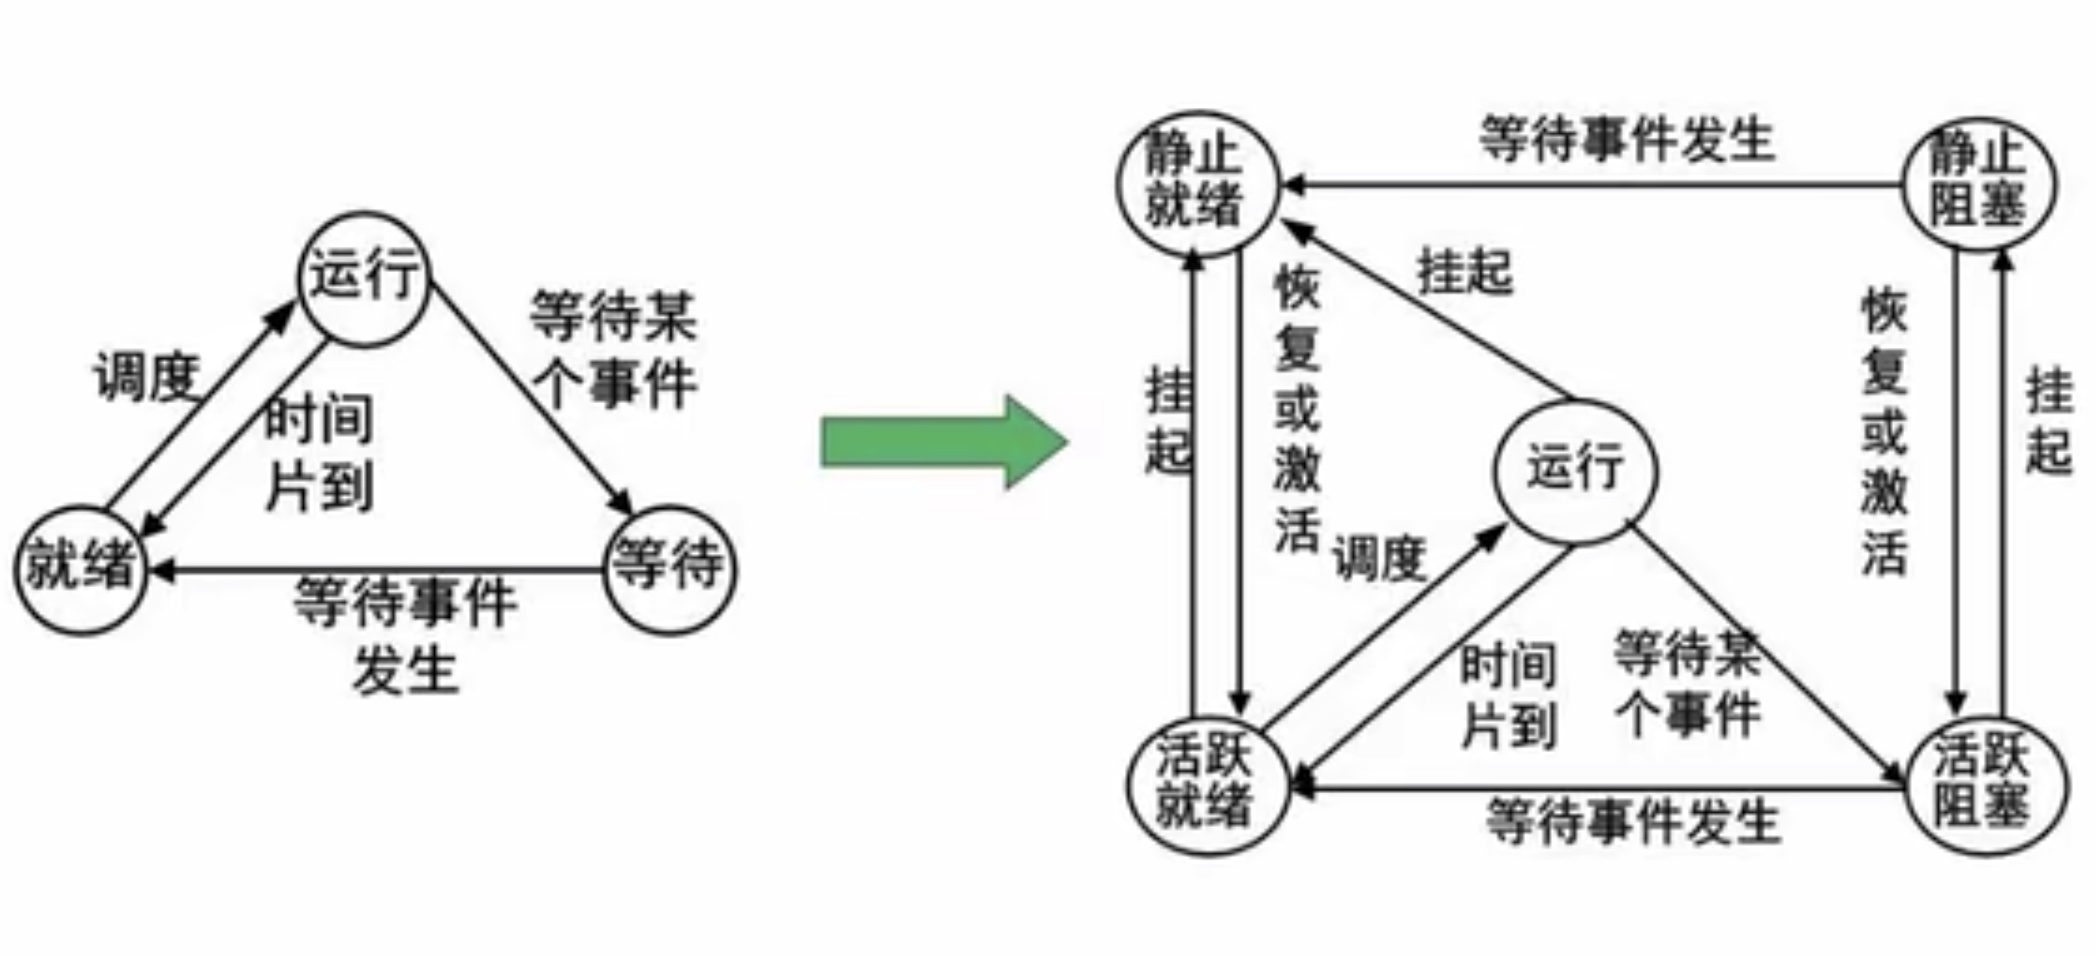 运行
等待某
个事件
调度
时间
片到
就绪
等待
等待事件
发生
静止
就绪
等待事件发生
静止
阻塞
挂起
恢复或激活
挂起
恢复或激活
挂起
运行
调度
时间
片到
等待某
个事件
活跃
就绪
等待事件发生
活跃
阻塞